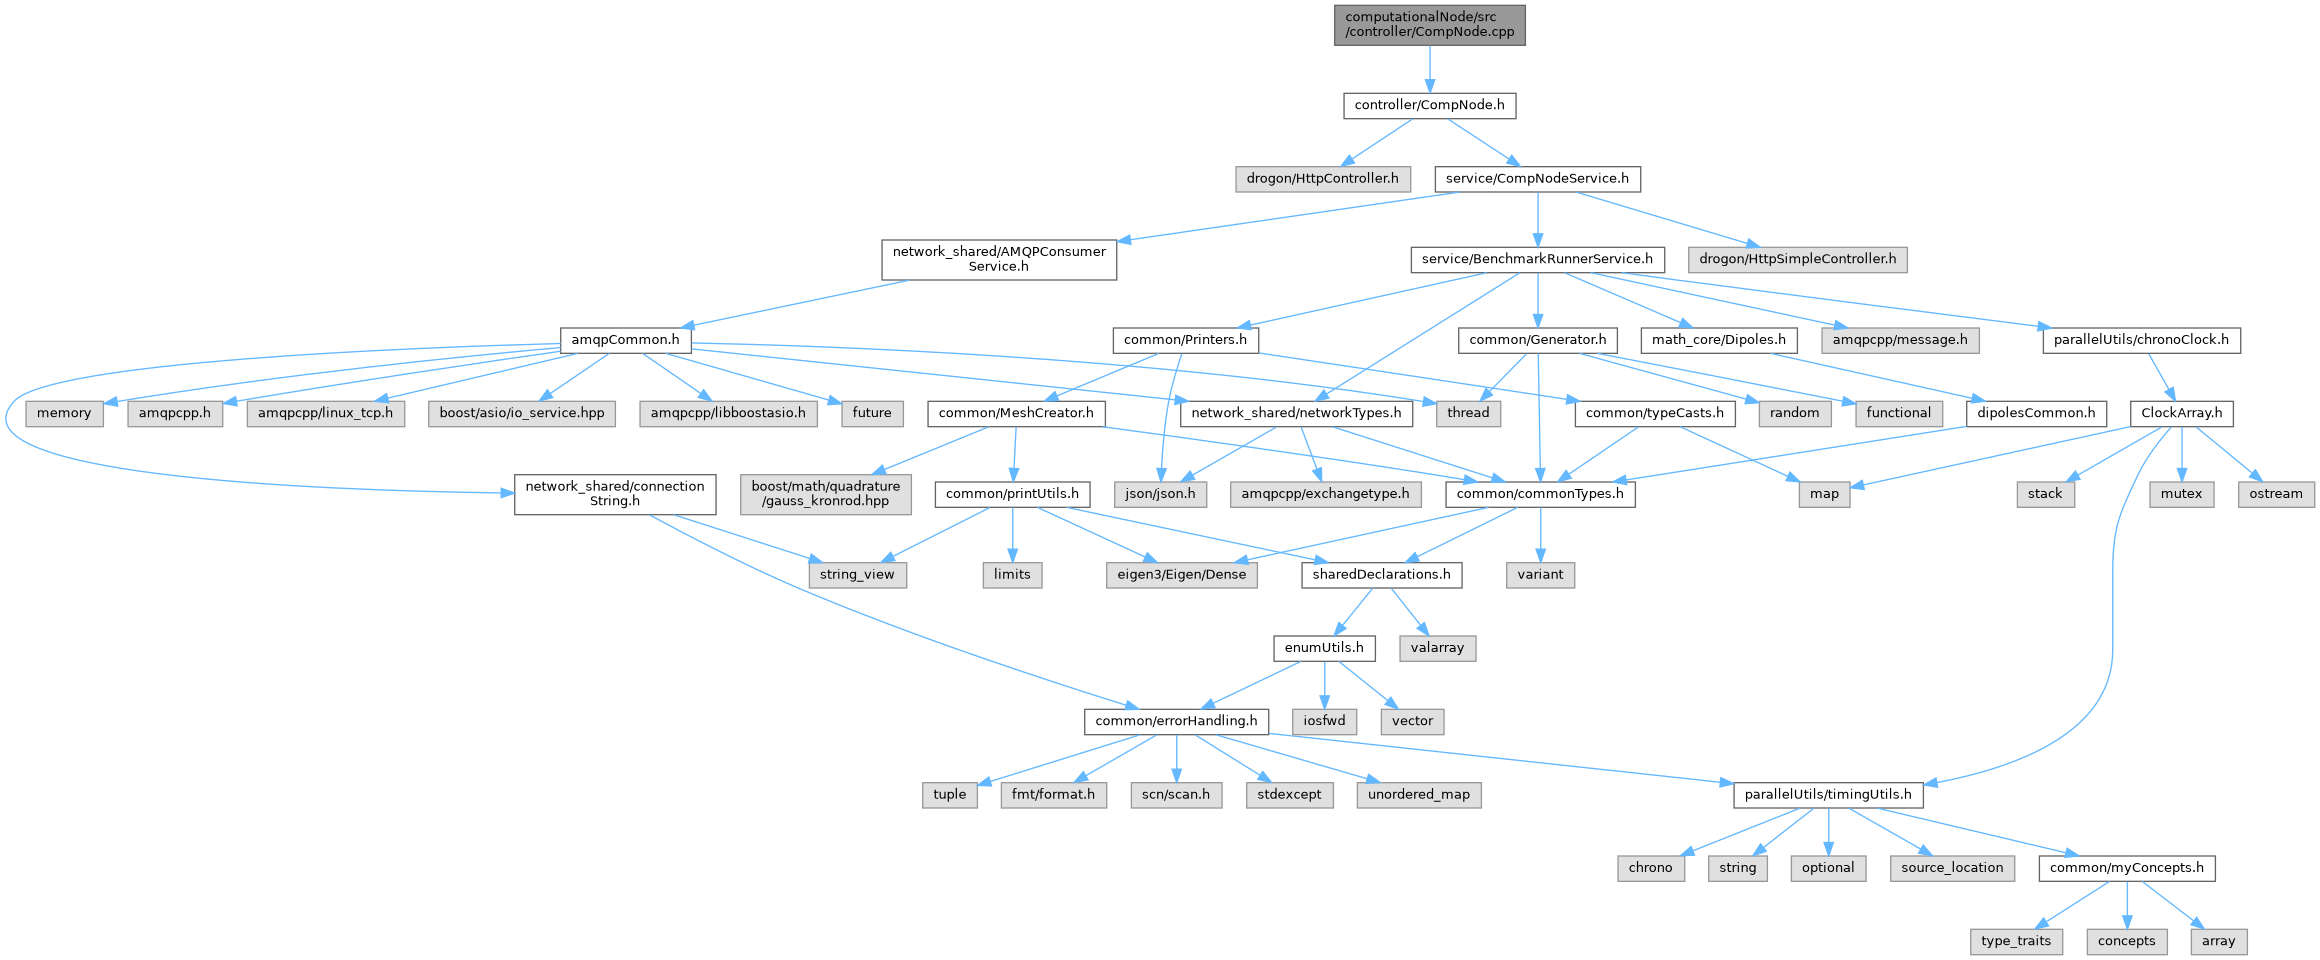 computationalNode/src
/controller/CompNode.cpp
controller/CompNode.h
drogon/HttpController.h
service/CompNodeService.h
network_shared/AMQPConsumer
Service.h
service/BenchmarkRunnerService.h
drogon/HttpSimpleController.h
amqpCommon.h
common/Printers.h
common/Generator.h
math_core/Dipoles.h
amqpcpp/message.h
parallelUtils/chronoClock.h
memory
amqpcpp.h
amqpcpp/linux_tcp.h
boost/asio/io_service.hpp
amqpcpp/libboostasio.h
future
common/MeshCreator.h
network_shared/networkTypes.h
thread
common/typeCasts.h
random
functional
dipolesCommon.h
ClockArray.h
network_shared/connection
String.h
boost/math/quadrature
/gauss_kronrod.hpp
common/printUtils.h
json/json.h
amqpcpp/exchangetype.h
common/commonTypes.h
map
stack
mutex
ostream
string_view
limits
eigen3/Eigen/Dense
sharedDeclarations.h
variant
enumUtils.h
valarray
common/errorHandling.h
iosfwd
vector
tuple
fmt/format.h
scn/scan.h
stdexcept
unordered_map
parallelUtils/timingUtils.h
chrono
string
optional
source_location
common/myConcepts.h
type_traits
concepts
array